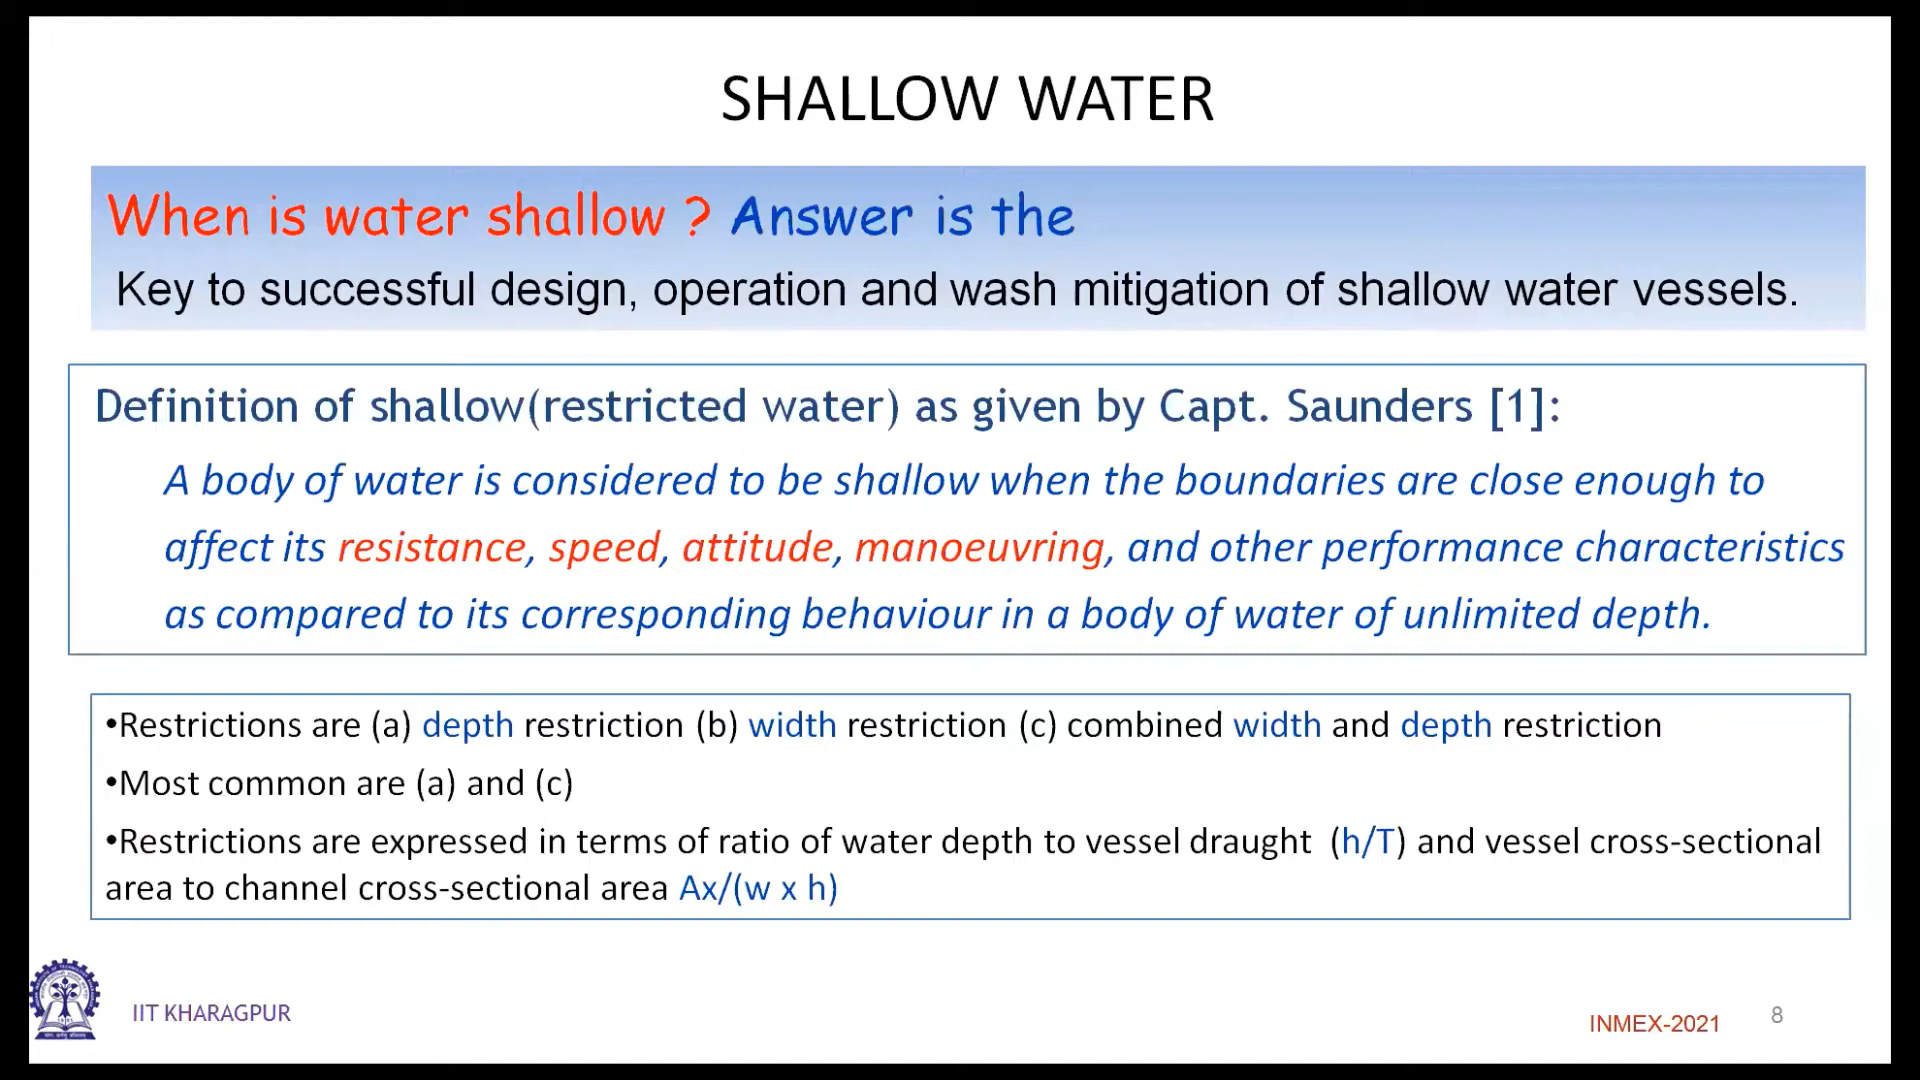 SHALLOW WATER
When is water shallow ? Answer is the
Key to successful design, operation and wash mitigation of shallow water vessels.
Definition of shallow(restricted water) as given by Capt. Saunders [1]:
A body of water is considered to be shallow when the boundaries are close enough to
affect its resistance, speed, attitude, manoeuvring, and other performance characteristics
as compared to its corresponding behaviour in a body of water of unlimited depth.
•Restrictions are (a) depth restriction (b) width restriction (c) combined width and depth restriction
•Most common are (a) and (c)
•Restrictions are expressed in terms of ratio of water depth to vessel draught (h/T) and vessel cross-sectional
area to channel cross-sectional area Ax/(w x h)
IIT KHARAGPUR
INMEX-2021
8